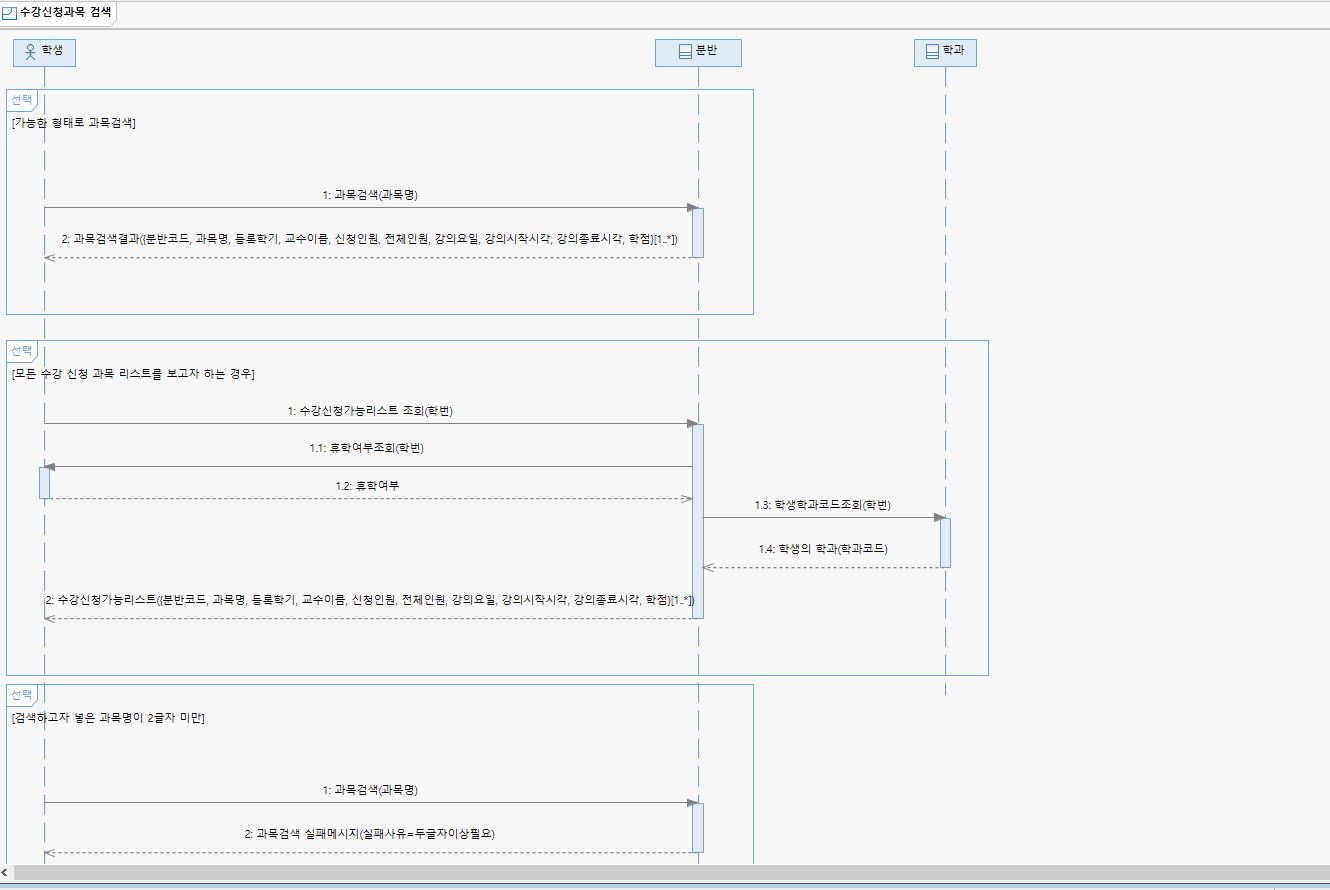 수강신청과목 검색
학생
분반
학과
선택
[가능한 형태로 과목검색]
1: 과목검색(과목명)
2: 과목검색결과({분반코드, 과목명, 등록학기, 교수이름, 신청인원, 전체인원, 강의요일, 강의시작시각, 강의종료시각, 학점}[1..*])
선택
[모든 수강 신청 과목 리스트를 보고자 하는 경우]
1: 수강신청가능리스트 조회(학번)
1.1: 휴학여부조회(학번)
1.2: 휴학여부
1.3: 학생학과코드조회(학번)
1.4: 학생의 학과(학과코드)
2: 수강신청가능리스트({분반코드, 과목명, 등록학기, 교수이름, 신청인원, 전체인원, 강의요일, 강의시작시각, 강의종료시각, 학점}[1..*])
선택
[검색하고자 넣은 과목명이 2글자 미만]
1: 과목검색(과목명)
2: 과목검색 실패메시지(실패사유=두글자이상필요)